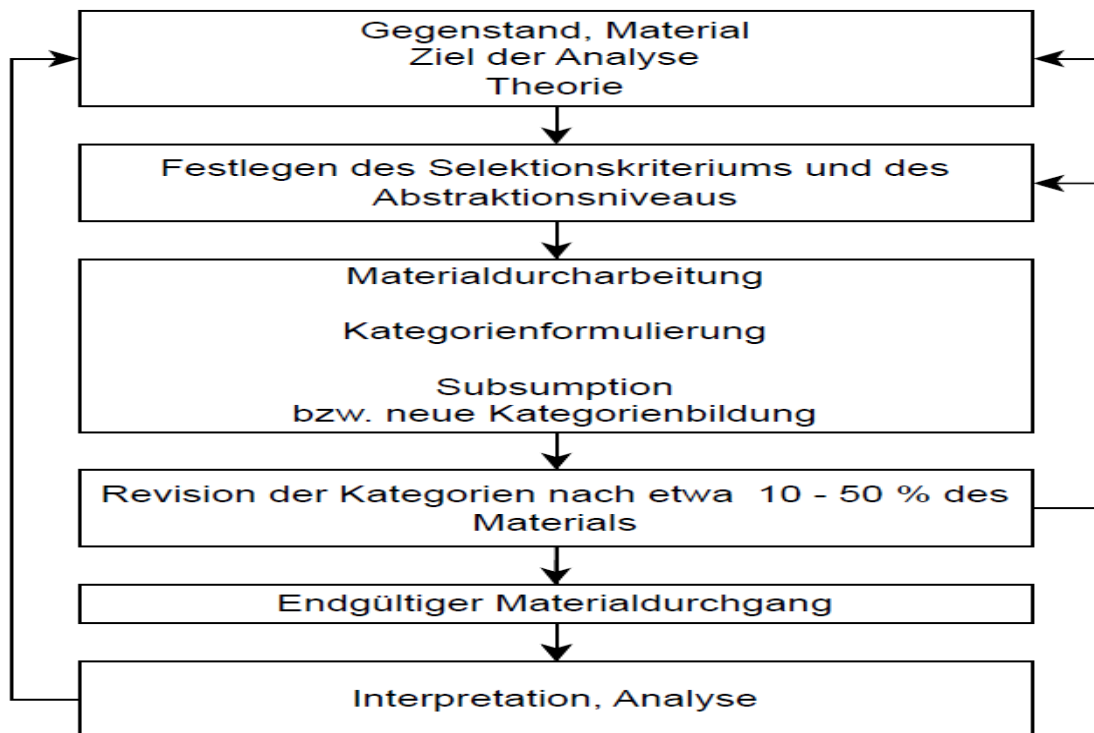 Gegenstand, Material
Ziel der Analyse
Theorie
Festlegen des Selektionskriteriums und des
Abstraktionsniveaus
Materialdurcharbeitung
Kategorienformulierung
Subsumption
bzw. neue Kategorienbildung
Revision der Kategorien nach etwa 10 - 50 % des
Materials
Endgültiger Materialdurchgang
Interpretation, Analyse